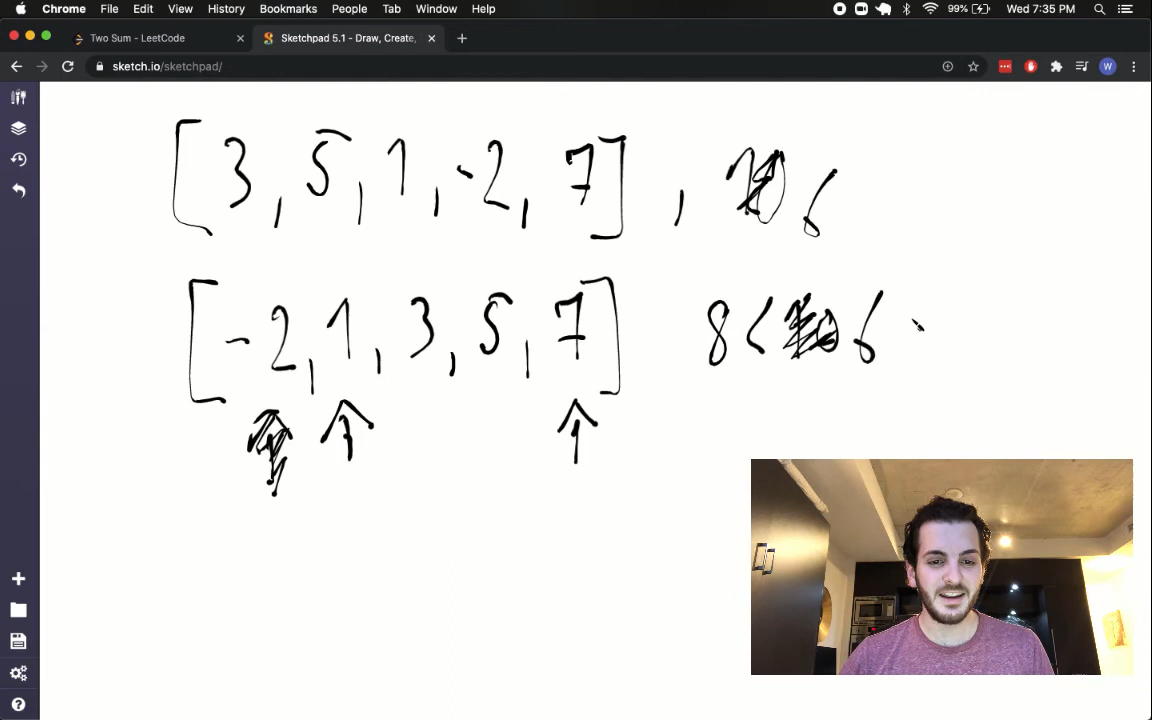 Chrome File Edit View History Bookmarks People Tab Window Help 99% Wed 7:35 PM
Two Sum - LeetCode Sketchpad 5.1 - Draw, Create,
sketch.io/sketchpad/ W
[3, 5, 1, -2, 7] , 6
[-2, 1, 3, 5, 7] 8 < 6